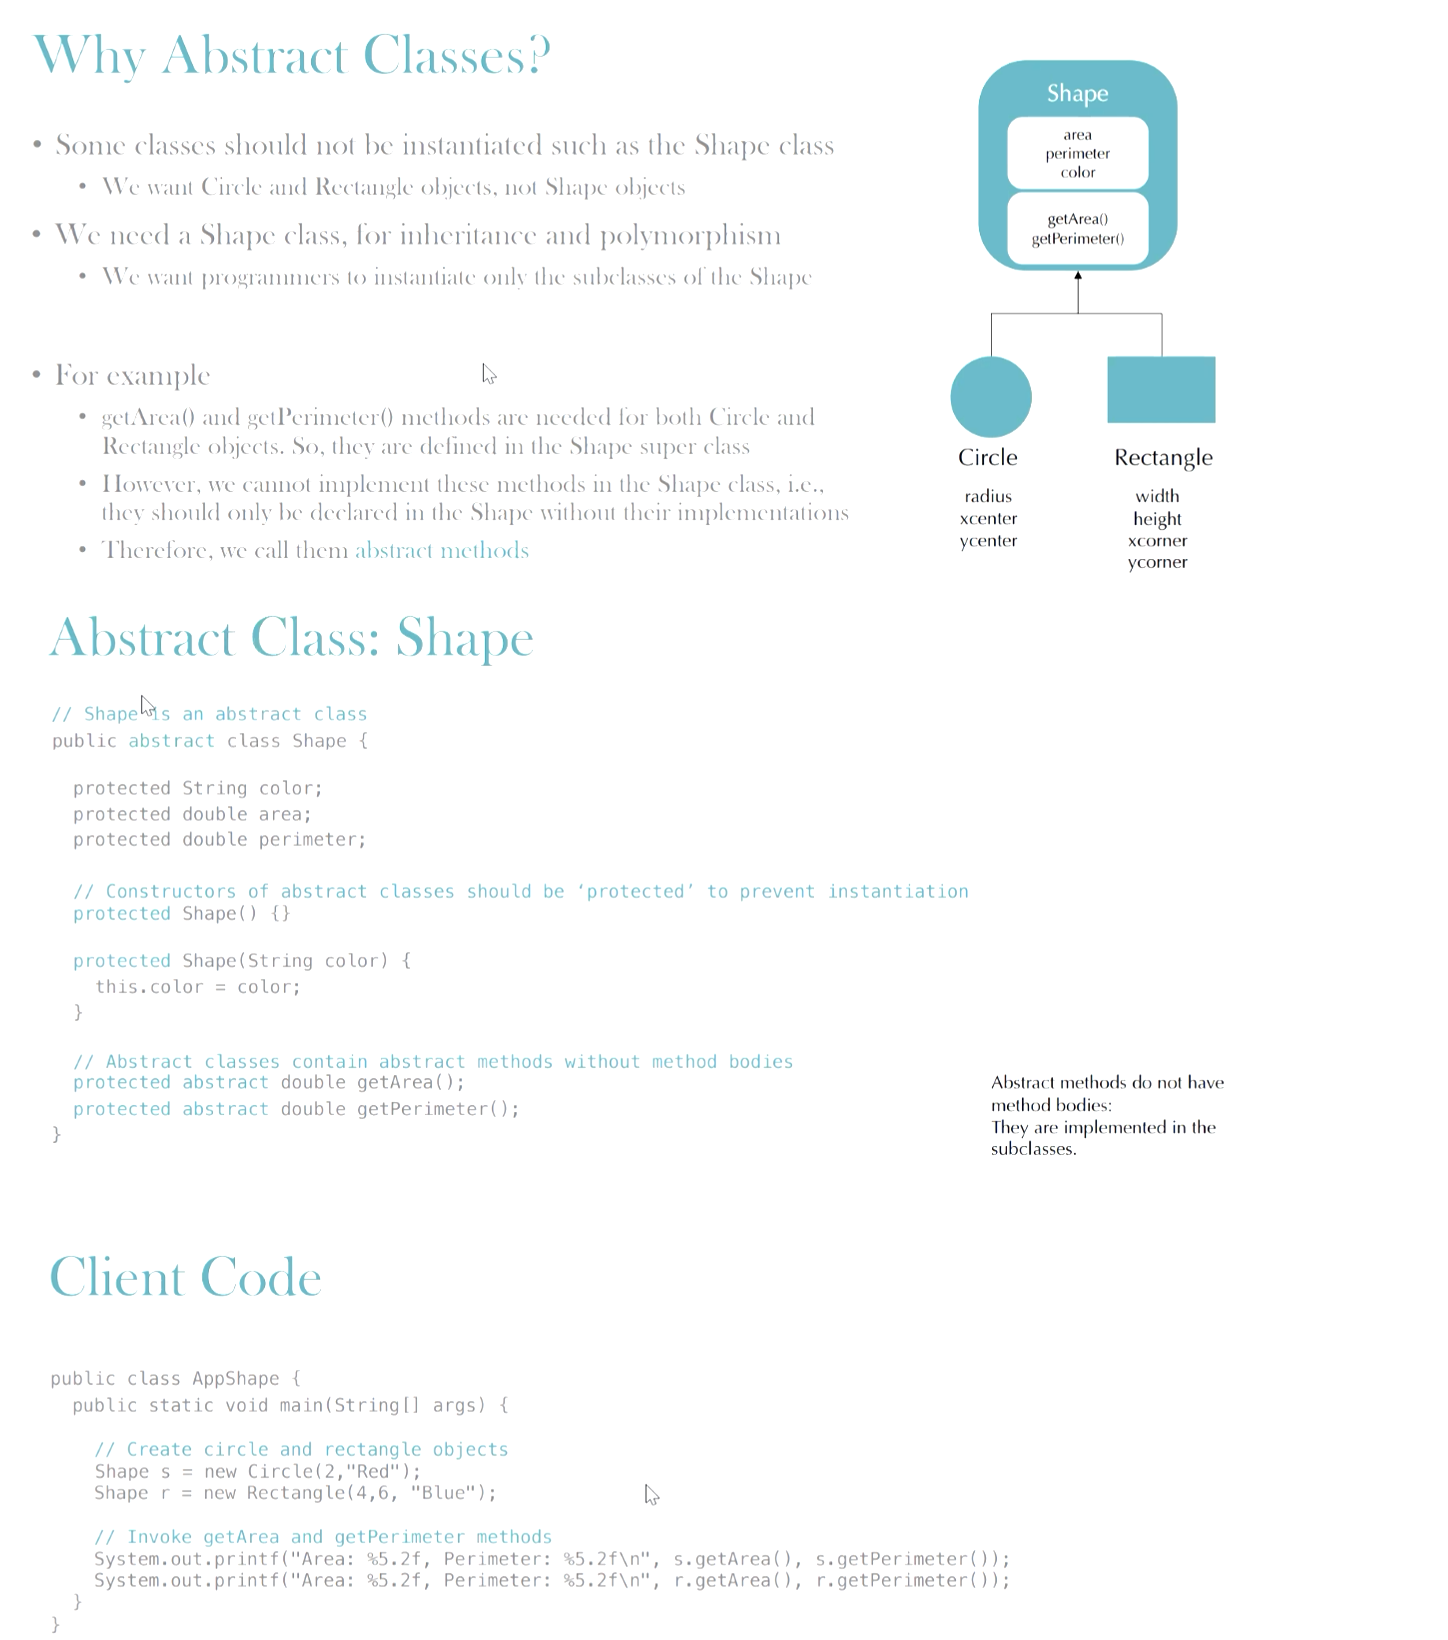 Why Abstract Classes?
• Some classes should not be instantiated such as the Shape class
• We want Circle and Rectangle objects, not Shape objects
• We need a Shape class, for inheritance and polymorphism
• We want programmers to instantiate only the subclasses of the Shape
• For example
• getArea() and getPerimeter() methods are needed for both Circle and
Rectangle objects. So, they are defined in the Shape super class
• However, we cannot implement these methods in the Shape class, i.e.,
they should only be declared in the Shape without their implementations
• Therefore, we call them abstract methods
Shape
area
perimeter
color
getArea()
getPerimeter()
Circle
radius
xcenter
ycenter
Rectangle
width
height
xcorner
ycorner
Abstract Class: Shape
// Shape is an abstract class
public abstract class Shape {
protected String color;
protected double area;
protected double perimeter;
// Constructors of abstract classes should be ‘protected’ to prevent instantiation
protected Shape() {}
protected Shape(String color) {
this.color = color;
}
// Abstract classes contain abstract methods without method bodies
protected abstract double getArea();
protected abstract double getPerimeter();
}
Abstract methods do not have
method bodies:
They are implemented in the
subclasses.
Client Code
public class AppShape {
public static void main(String[] args) {
// Create circle and rectangle objects
Shape s = new Circle(2,"Red");
Shape r = new Rectangle(4,6, "Blue");
// Invoke getArea and getPerimeter methods
System.out.printf("Area: %5.2f, Perimeter: %5.2f\n", s.getArea(), s.getPerimeter());
System.out.printf("Area: %5.2f, Perimeter: %5.2f\n", r.getArea(), r.getPerimeter());
}
}